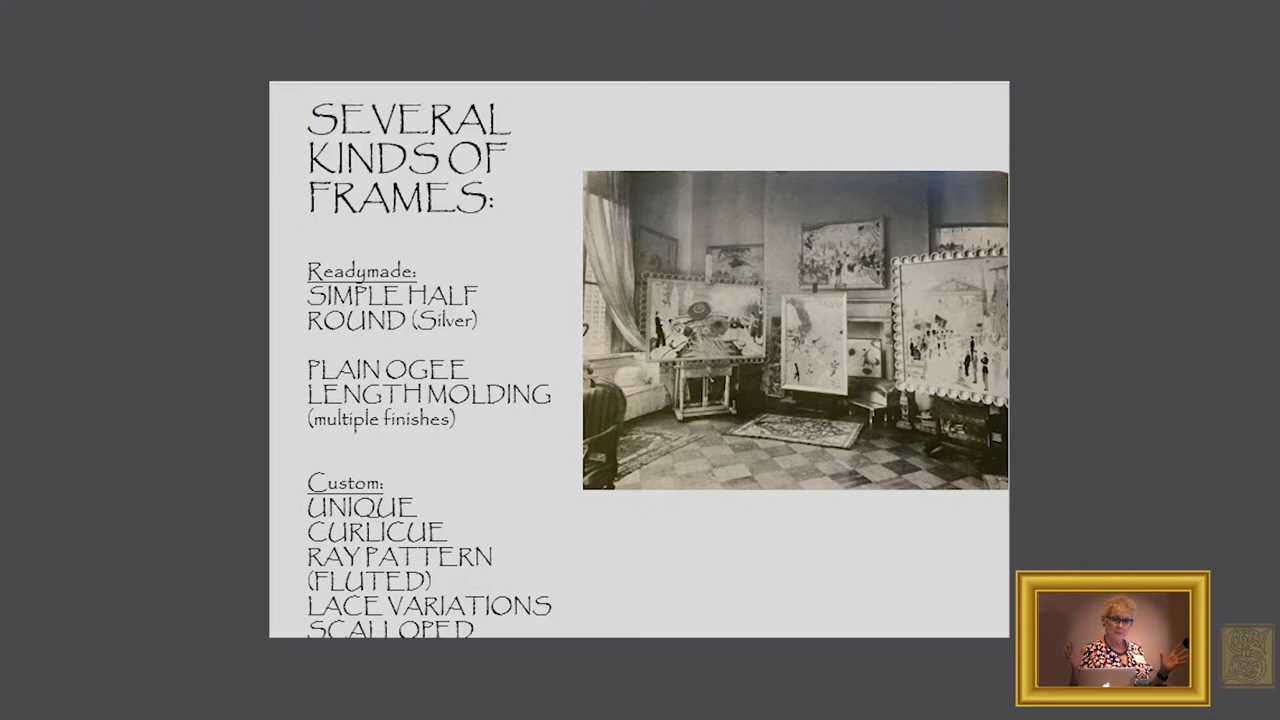 SEVERAL
KINDS OF
FRAMES:
Readymade:
SIMPLE HALF
ROUND (Silver)
PLAIN OGEE
LENGTH MOLDING
(multiple finishes)
Custom:
UNIQUE
CURLICUE
RAY PATTERN
(FLUTED)
LACE VARIATIONS
SCALLOPED